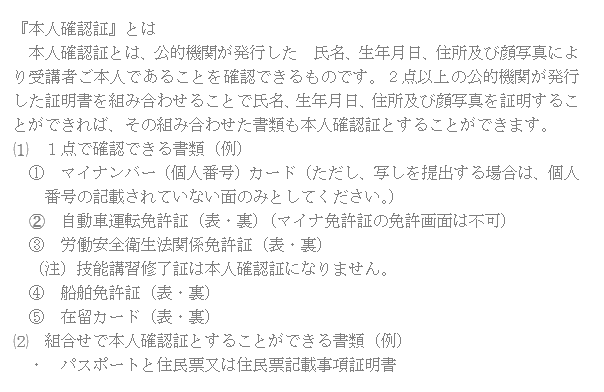 『本人確認証』とは
　本人確認証とは、公的機関が発行した　氏名、生年月日、住所及び顔写真によ
り受講者ご本人であることを確認できるものです。２点以上の公的機関が発行
した証明書を組み合わせることで氏名、生年月日、住所及び顔写真を証明するこ
とができれば、その組み合わせた書類も本人確認証とすることができます。
⑴　１点で確認できる書類（例）
①　マイナンバー（個人番号）カード（ただし、写しを提出する場合は、個人
番号の記載されていない面のみとしてください。）
②　自動車運転免許証（表・裏）（マイナ免許証の免許画面は不可）
③　労働安全衛生法関係免許証（表・裏）
（注）技能講習修了証は本人確認証になりません。
④　船舶免許証（表・裏）
⑤　在留カード（表・裏）
⑵　組合せで本人確認証とすることができる書類（例）
・　パスポートと住民票又は住民票記載事項証明書